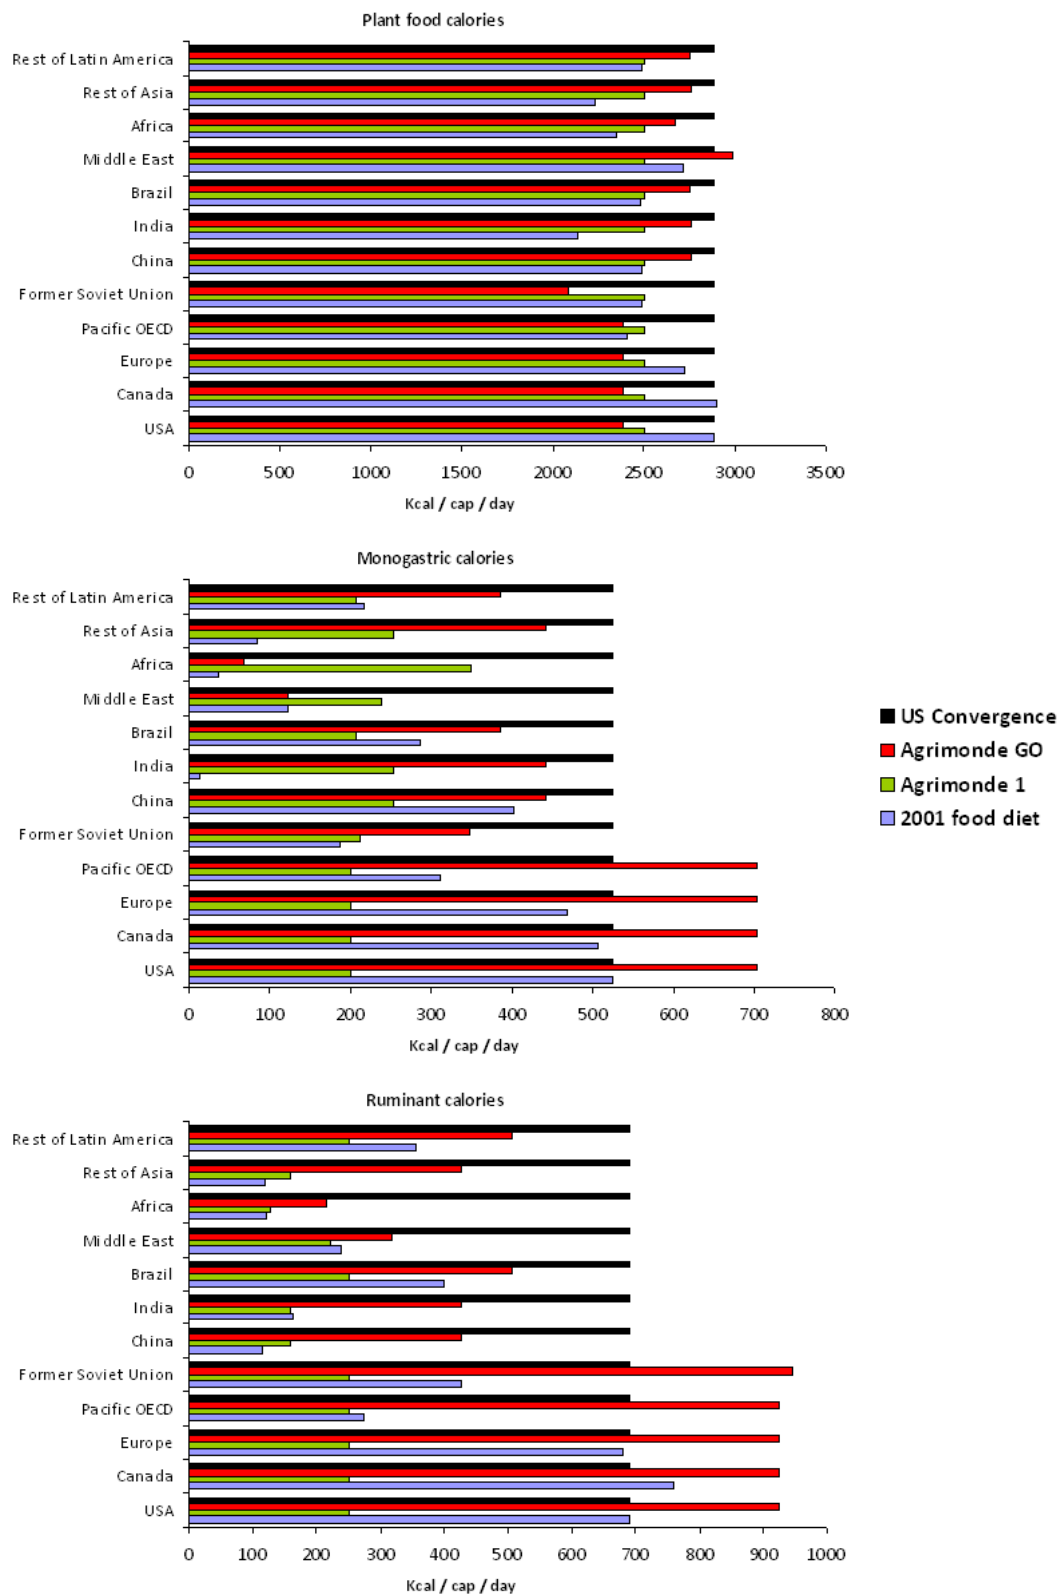 Plant food calories
Rest of Latin America
Rest of Asia
Africa
Middle East
Brazil
India
China
Former Soviet Union
Pacific OECD
Europe
Canada
USA
0 500 1000 1500 2000 2500 3000 3500
Kcal / cap / day
Monogastric calories
Rest of Latin America
Rest of Asia
Africa
Middle East
Brazil
India
China
Former Soviet Union
Pacific OECD
Europe
Canada
USA
0 100 200 300 400 500 600 700 800
Kcal / cap / day
US Convergence
Agrimonde GO
Agrimonde 1
2001 food diet
Ruminant calories
Rest of Latin America
Rest of Asia
Africa
Middle East
Brazil
India
China
Former Soviet Union
Pacific OECD
Europe
Canada
USA
0 100 200 300 400 500 600 700 800 900 1000
Kcal / cap / day